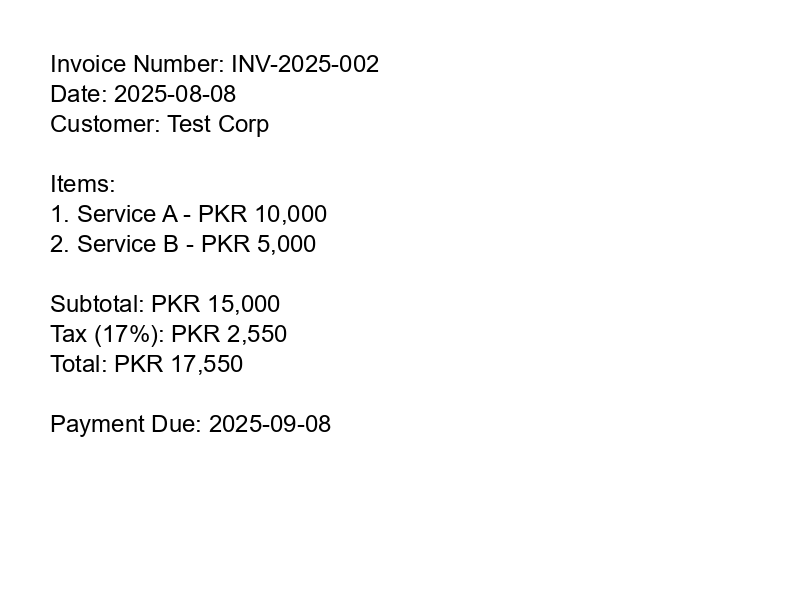 Invoice Number: INV-2025-002
Date: 2025-08-08
Customer: Test Corp
Items:
1. Service A - PKR 10,000
2. Service B - PKR 5,000
Subtotal: PKR 15,000
Tax (17%): PKR 2,550
Total: PKR 17,550
Payment Due: 2025-09-08